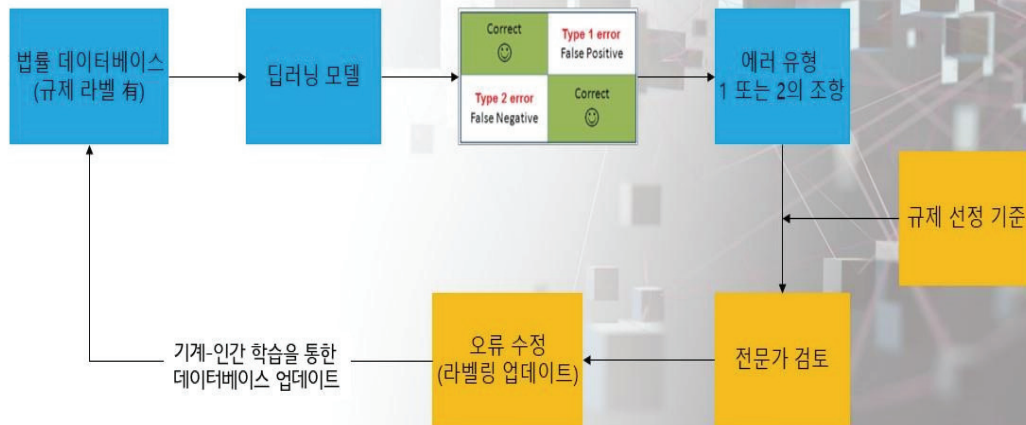 법률 데이터베이스
(규제 라벨 有)
딥러닝 모델
Correct
Type 1 error
False Positive
Type 2 error
False Negative
Correct
에러 유형
1 또는 2의 조항
규제 선정 기준
전문가 검토
오류 수정
(라벨링 업데이트)
기계-인간 학습을 통한
데이터베이스 업데이트